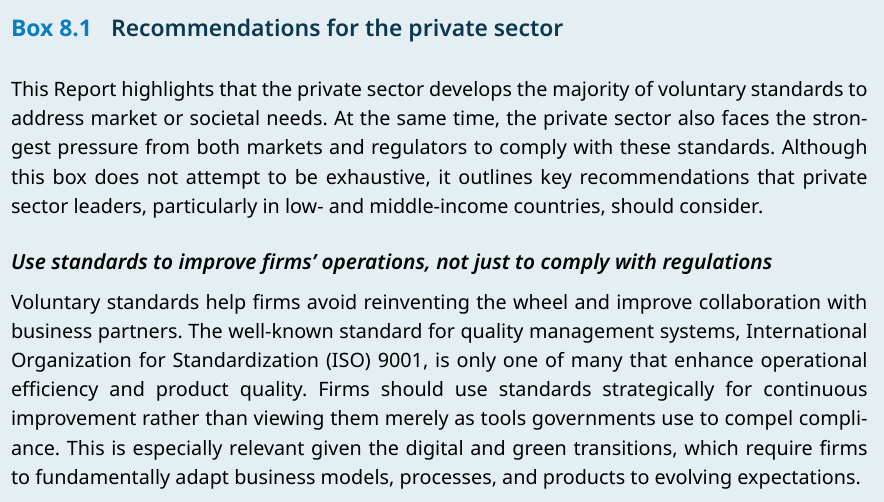 Box 8.1 Recommendations for the private sector
This Report highlights that the private sector develops the majority of voluntary standards to
address market or societal needs. At the same time, the private sector also faces the stron-
gest pressure from both markets and regulators to comply with these standards. Although
this box does not attempt to be exhaustive, it outlines key recommendations that private
sector leaders, particularly in low- and middle-income countries, should consider.
Use standards to improve firms’ operations, not just to comply with regulations
Voluntary standards help firms avoid reinventing the wheel and improve collaboration with
business partners. The well-known standard for quality management systems, International
Organization for Standardization (ISO) 9001, is only one of many that enhance operational
efficiency and product quality. Firms should use standards strategically for continuous
improvement rather than viewing them merely as tools governments use to compel compli-
ance. This is especially relevant given the digital and green transitions, which require firms
to fundamentally adapt business models, processes, and products to evolving expectations.